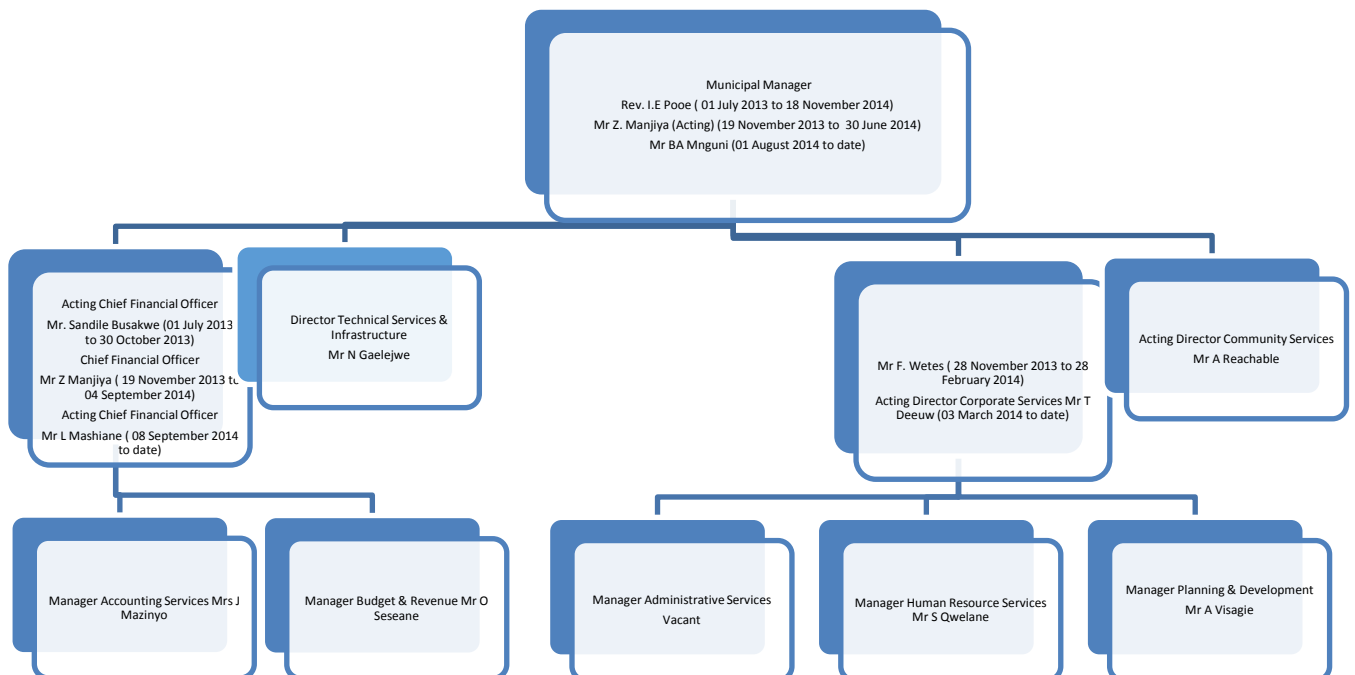 Municipal Manager
Rev. I.E Pooe ( 01 July 2013 to 18 November 2014)
Mr Z. Manjiya (Acting) (19 November 2013 to 30 June 2014)
Mr BA Mnguni (01 August 2014 to date)
Acting Chief Financial Officer
Mr. Sandile Busakwe (01 July 2013
to 30 October 2013)
Chief Financial Officer
Mr Z Manjiya ( 19 November 2013 to
04 September 2014)
Acting Chief Financial Officer
Mr L Mashiane ( 08 September 2014
to date)
Director Technical Services &
Infrastructure
Mr N Gaelejwe
Mr F. Wetes ( 28 November 2013 to 28
February 2014)
Acting Director Corporate Services Mr T
Deeuw (03 March 2014 to date)
Acting Director Community Services
Mr A Reachable
Manager Accounting Services Mrs J
Mazinyo
Manager Budget & Revenue Mr O
Seseane
Manager Administrative Services
Vacant
Manager Human Resource Services
Mr S Qwelane
Manager Planning & Development
Mr A Visagie